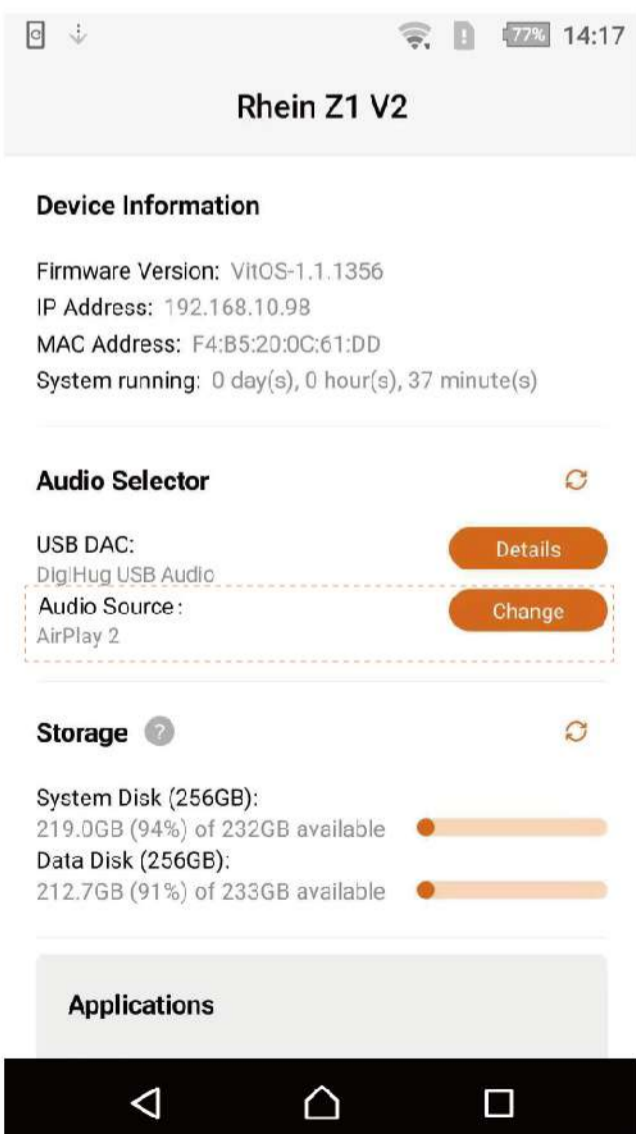 77% 14:17
Rhein Z1 V2
Device Information
Firmware Version: VitOS-1.1.1356
IP Address: 192.168.10.98
MAC Address: F4:B5:20:0C:61:DD
System running: 0 day(s), 0 hour(s), 37 minute(s)
Audio Selector
USB DAC:
Details
DigiHug USB Audio
Audio Source:
Change
AirPlay 2
Storage ?
System Disk (256GB):
219.0GB (94%) of 232GB available
Data Disk (256GB):
212.7GB (91%) of 233GB available
Applications